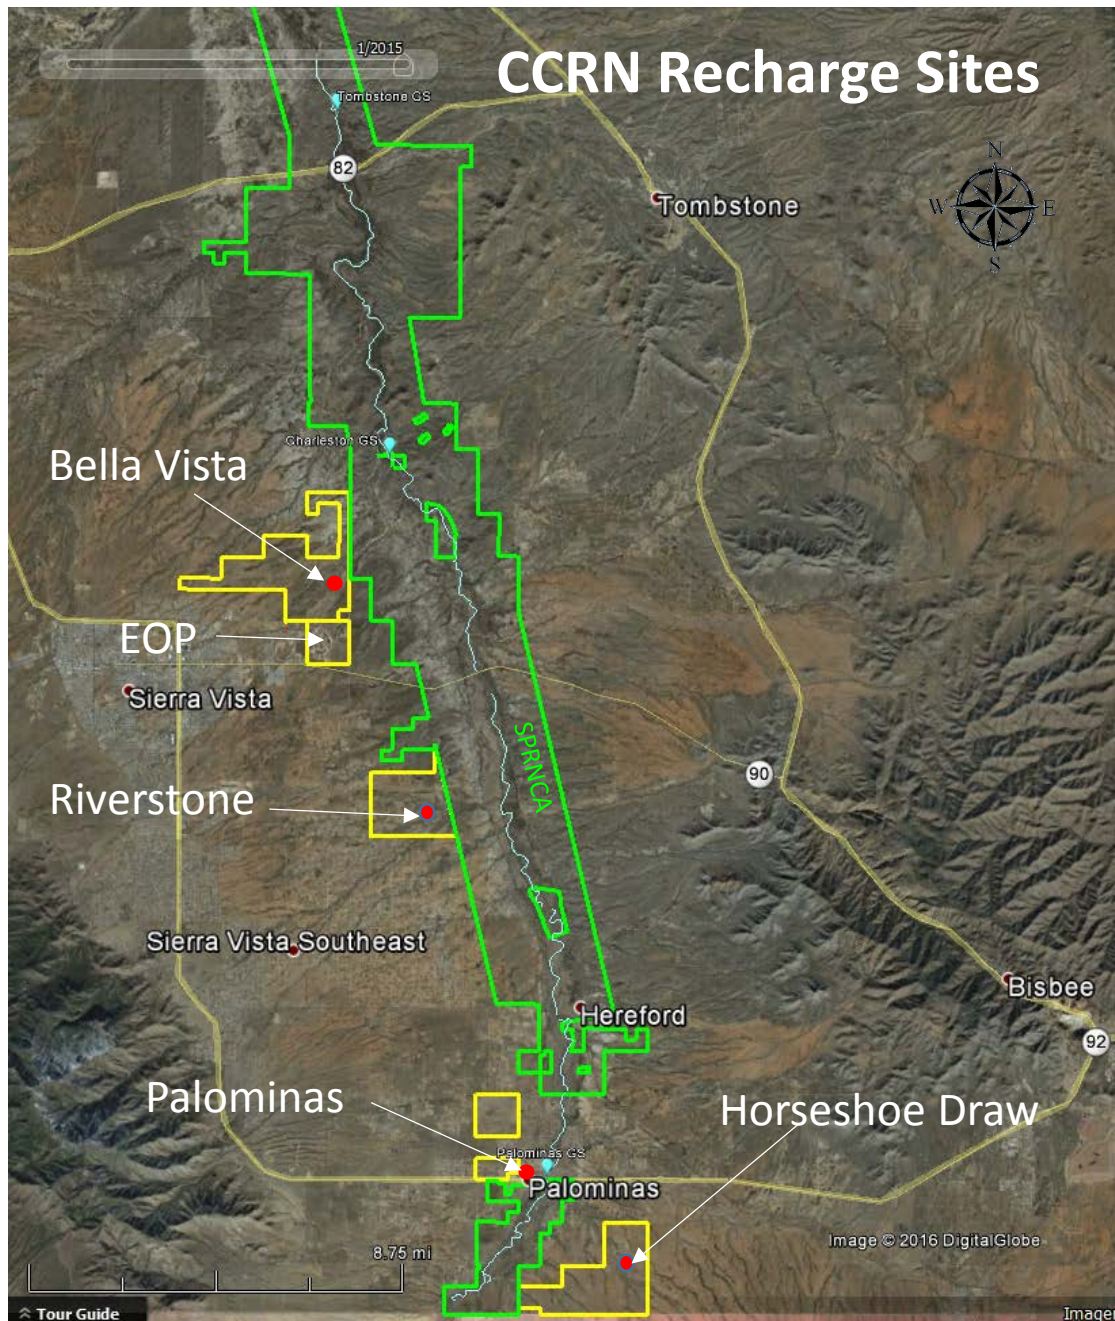 1/2015
CCRN Recharge Sites
Tombstone GS
82
N
W E
S
Tombstone
Charleston GS
Bella Vista
EOP
Sierra Vista
SPRNCA
90
Riverstone
Sierra Vista Southeast
Bisbee
Hereford
92
Palominas
Horseshoe Draw
Palominas GS
Palominas
Image © 2016 DigitalGlobe
8.75 mi
Tour Guide
Image